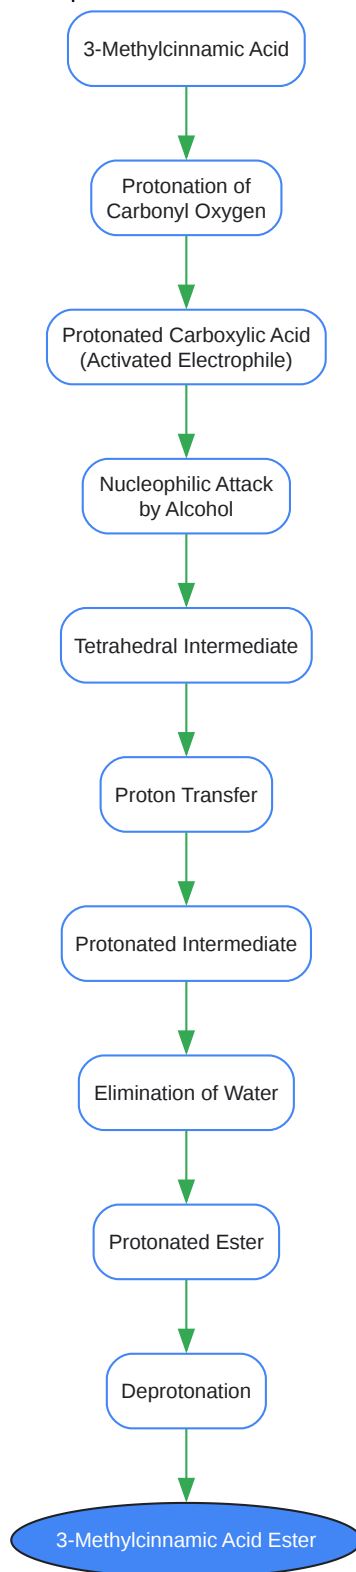 3-Methylcinnamic Acid
Protonation of
Carbonyl Oxygen
Protonated Carboxylic Acid
(Activated Electrophile)
Nucleophilic Attack
by Alcohol
Tetrahedral Intermediate
Proton Transfer
Protonated Intermediate
Elimination of Water
Protonated Ester
Deprotonation
3-Methylcinnamic Acid Ester